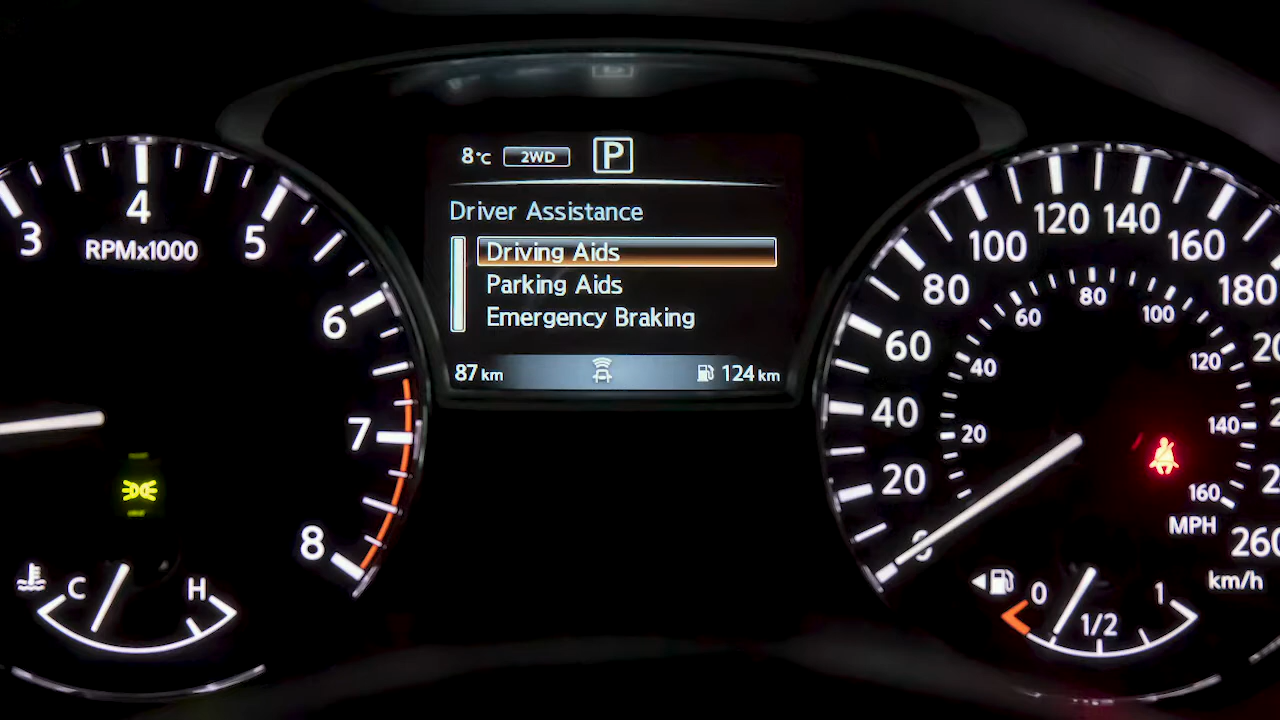 8°C 2WD P
Driver Assistance
Driving Aids
Parking Aids
Emergency Braking
87 km 124 km
3 4 5 6 7 8
RPMx1000
C H
0 20 40 60 80 100 120 140 160 180
260
km/h
20 40 60 80 100 120 140 160
MPH
0 1/2 1